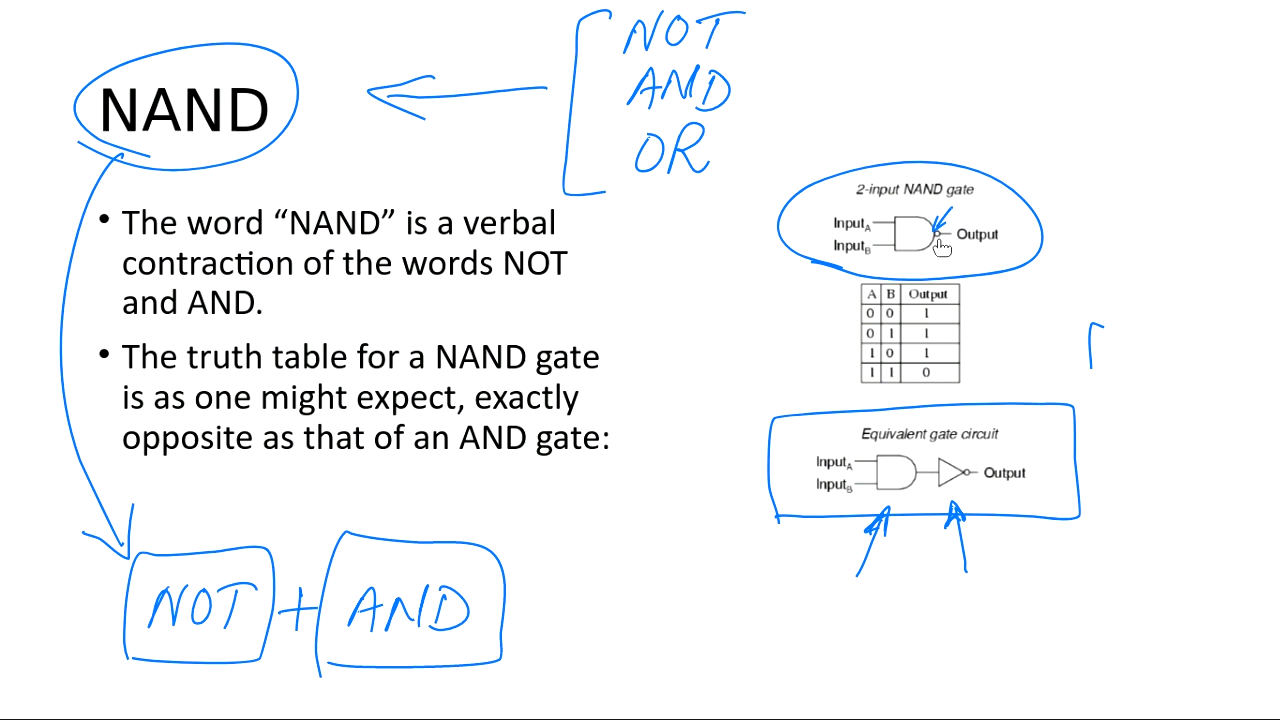 NAND
NOT
AND
OR
• The word “NAND” is a verbal
contraction of the words NOT
and AND.
• The truth table for a NAND gate
is as one might expect, exactly
opposite as that of an AND gate:
NOT + AND
2-input NAND gate
InputA
InputB
Output
A B Output
0 0 1
0 1 1
1 0 1
1 1 0
Equivalent gate circuit
InputA
InputB
Output